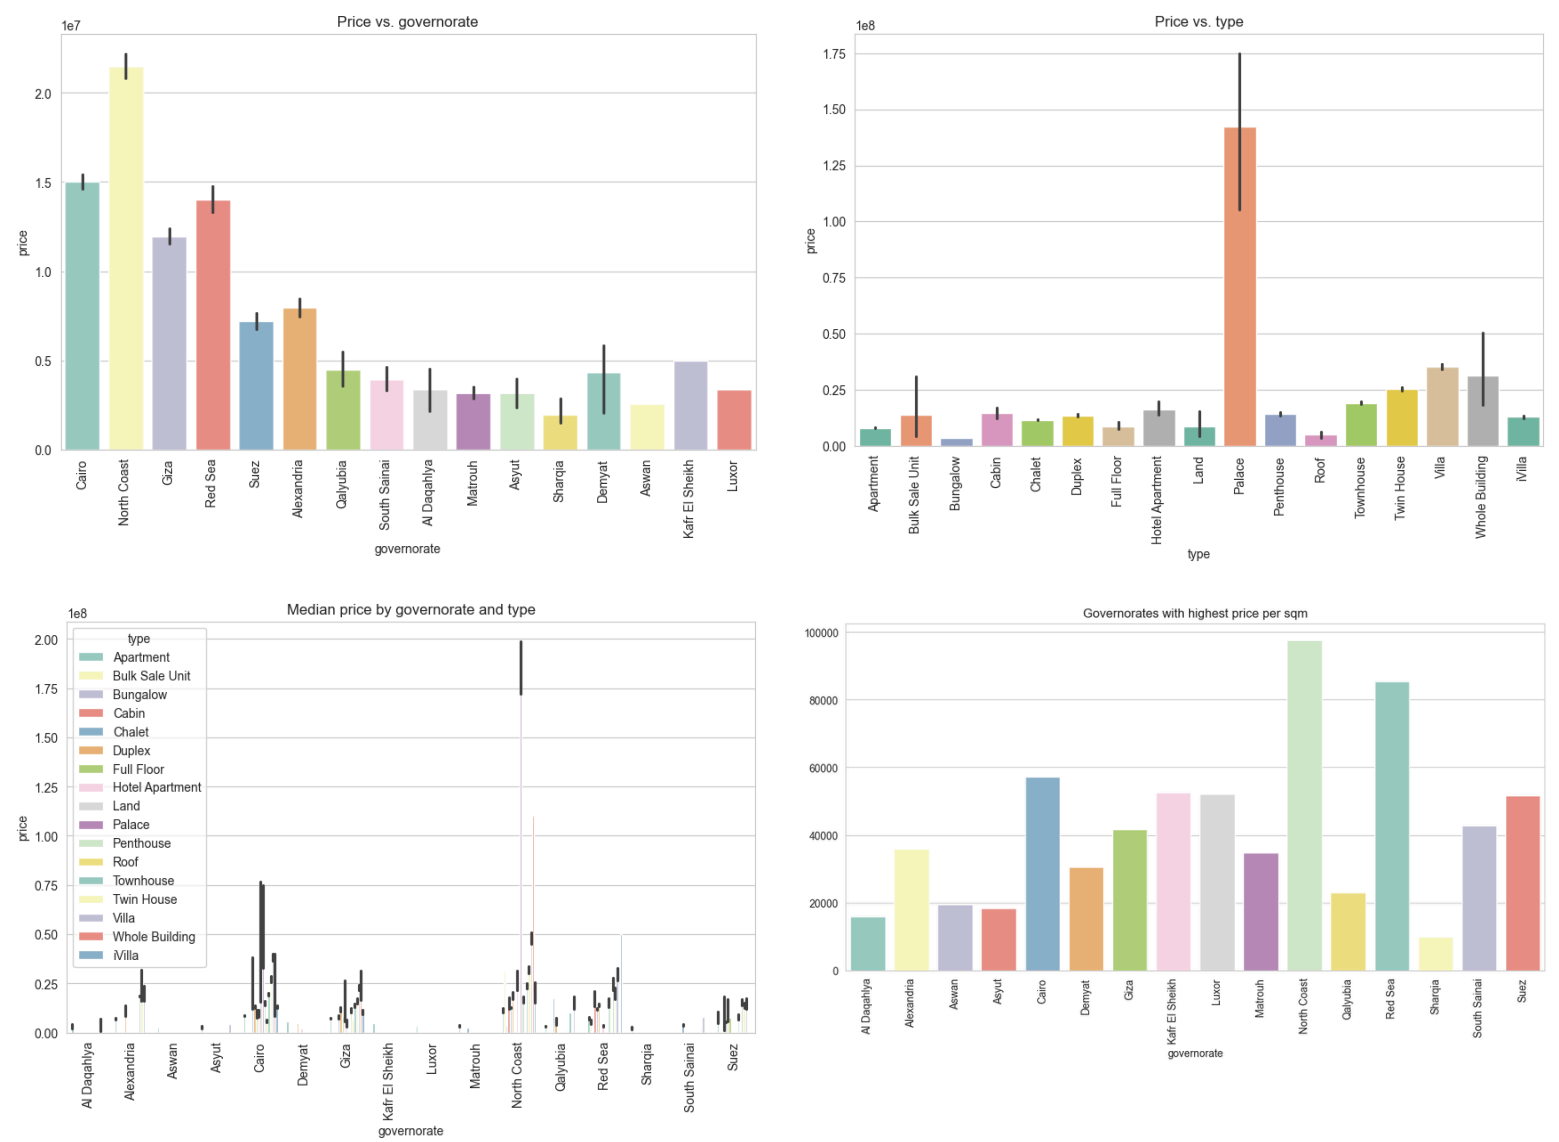 Price vs. governorate
1e7
2.0
1.5
1.0
0.5
0.0
price
Cairo
North Coast
Giza
Red Sea
Suez
Alexandria
Qalyubia
South Sainai
Al Daqahlya
Matrouh
Asyut
Sharqia
Demyat
Aswan
Kafr El Sheikh
Luxor
governorate
Price vs. type
1e8
1.75
1.50
1.25
1.00
0.75
0.50
0.25
0.00
price
Apartment
Bulk Sale Unit
Bungalow
Cabin
Chalet
Duplex
Full Floor
Hotel Apartment
Land
Palace
Penthouse
Roof
Townhouse
Twin House
Villa
Whole Building
iVilla
type
Median price by governorate and type
1e8
2.00
1.75
1.50
1.25
1.00
0.75
0.50
0.25
0.00
price
type
Apartment
Bulk Sale Unit
Bungalow
Cabin
Chalet
Duplex
Full Floor
Hotel Apartment
Land
Palace
Penthouse
Roof
Townhouse
Twin House
Villa
Whole Building
iVilla
Al Daqahlya
Alexandria
Aswan
Asyut
Cairo
Demyat
Giza
Kafr El Sheikh
Luxor
Matrouh
North Coast
Qalyubia
Red Sea
Sharqia
South Sainai
Suez
governorate
Governorates with highest price per sqm
100000
80000
60000
40000
20000
0
Al Daqahlya
Alexandria
Aswan
Asyut
Cairo
Demyat
Giza
Kafr El Sheikh
Luxor
Matrouh
North Coast
Qalyubia
Red Sea
Sharqia
South Sainai
Suez
governorate